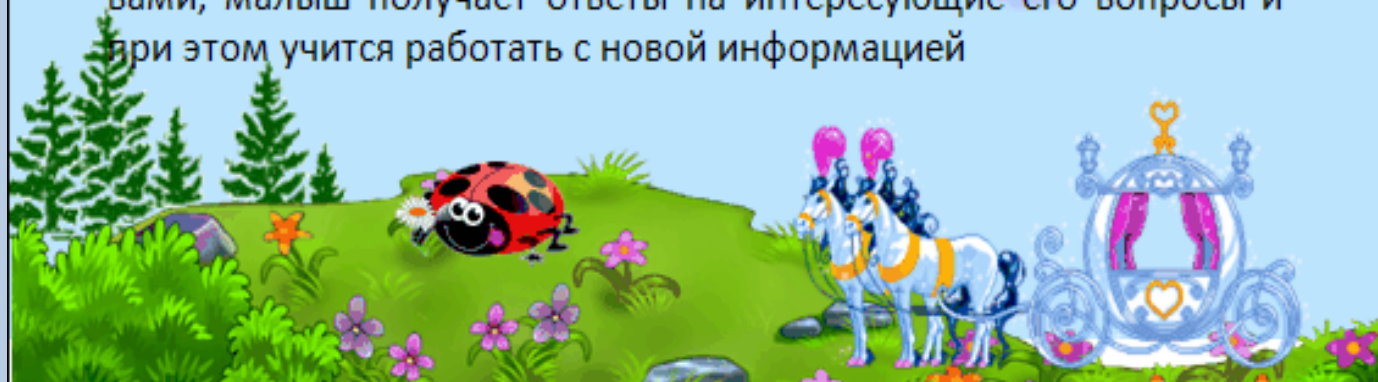 вами, малыш получает ответы на интересующие его вопросы и
при этом учится работать с новой информацией